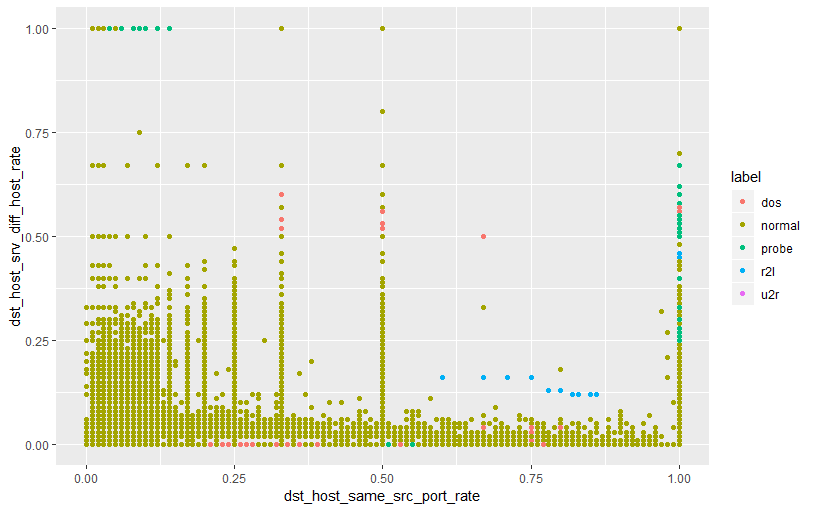 1.00
0.75
0.50
0.25
0.00
dst_host_srv_diff_host_rate
0.00 0.25 0.50 0.75 1.00
dst_host_same_src_port_rate
label
dos
normal
probe
r2l
u2r